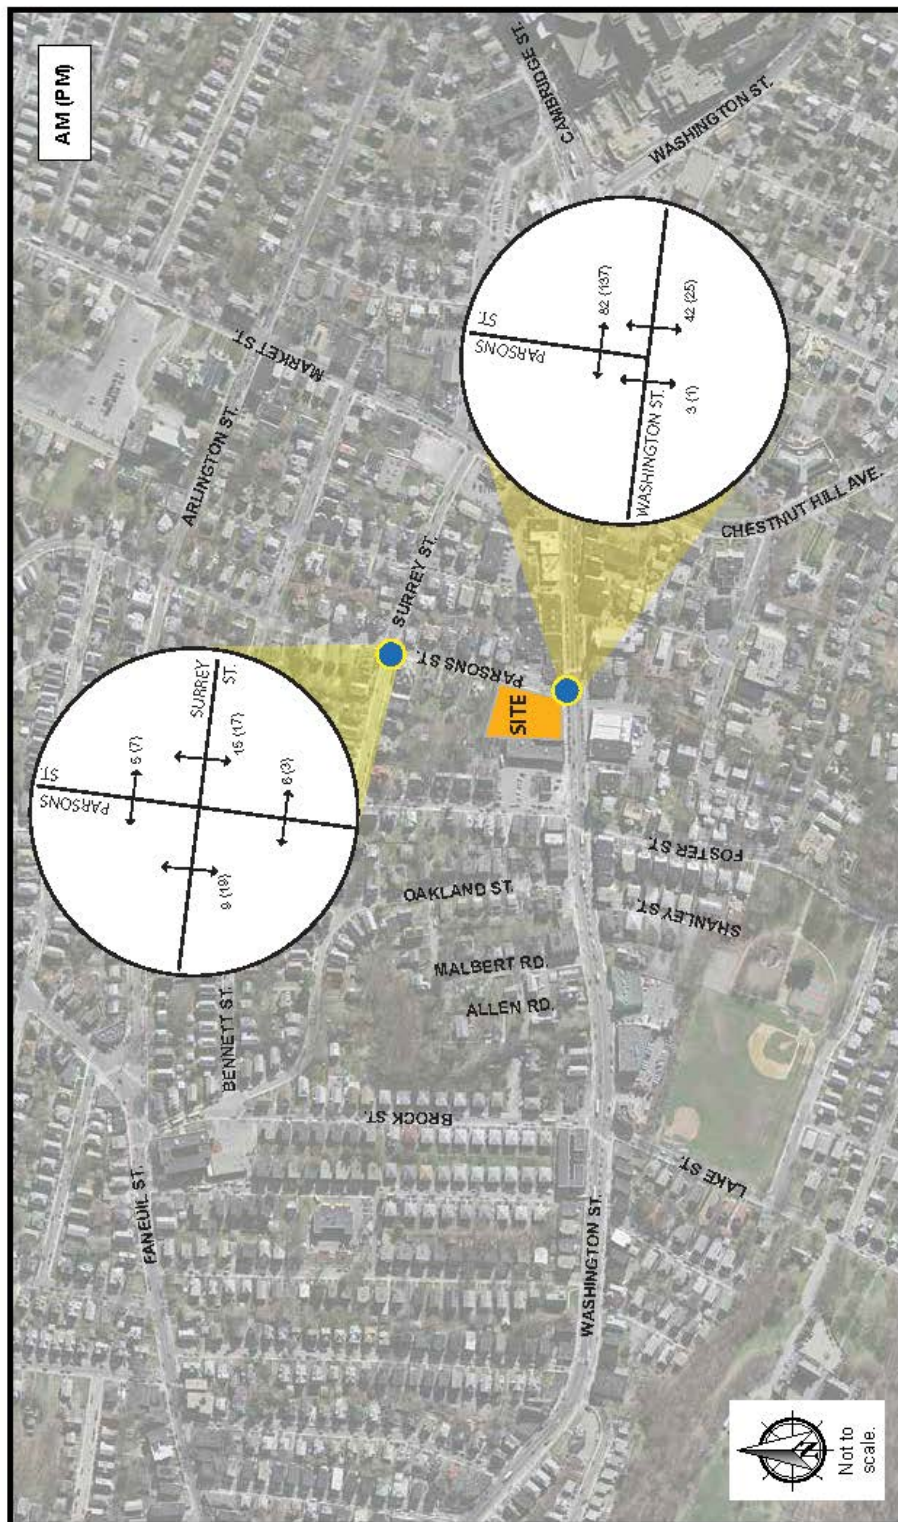 AM (PM)
CAMBRIDGE ST.
WASHINGTON ST.
MARKET ST.
ARLINGTON ST.
SURREY ST.
PARSONS ST.
SITE
CHESTNUT HILL AVE.
PARSONS
ST.
82 (137)
42 (25)
3 (1)
WASHINGTON ST.
PARSONS
ST.
SURREY
ST.
5 (7)
15 (17)
6 (3)
9 (19)
FOSTER ST.
SHANLEY ST.
OAKLAND ST.
MALBERT RD.
ALLEN RD.
BENNETT ST.
BROCK ST.
LAKE ST.
FANEUIL ST.
WASHINGTON ST.
N
Not to
scale.